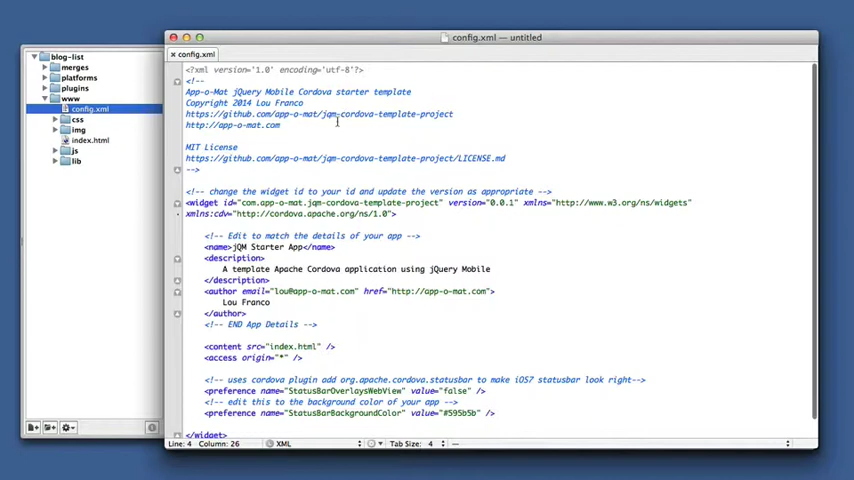 config.xml — untitled
blog-list
merges
platforms
plugins
www
config.xml
css
img
index.html
js
lib
× config.xml
<?xml version='1.0' encoding='utf-8'?>
<!--
App-o-Mat jQuery Mobile Cordova starter template
Copyright 2014 Lou Franco
https://github.com/app-o-mat/jqm-cordova-template-project
http://app-o-mat.com
MIT License
https://github.com/app-o-mat/jqm-cordova-template-project/LICENSE.md
-->
<!-- change the widget id to your id and update the version as appropriate -->
<widget id="com.app-o-mat.jqm-cordova-template-project" version="0.0.1" xmlns="http://www.w3.org/ns/widgets"
xmlns:cdv="http://cordova.apache.org/ns/1.0">
<!-- Edit to match the details of your app -->
<name>jQM Starter App</name>
<description>
A template Apache Cordova application using jQuery Mobile
</description>
<author email="lou@app-o-mat.com" href="http://app-o-mat.com">
Lou Franco
</author>
<!-- END App Details -->
<content src="index.html" />
<access origin="*" />
<!-- uses cordova plugin add org.apache.cordova.statusbar to make iOS7 statusbar look right-->
<preference name="StatusBarOverlaysWebView" value="false" />
<!-- edit this to the background color of your app -->
<preference name="StatusBarBackgroundColor" value="#595b5b" />
</widget>
Line: 4 Column: 26 XML Tab Size: 4 —